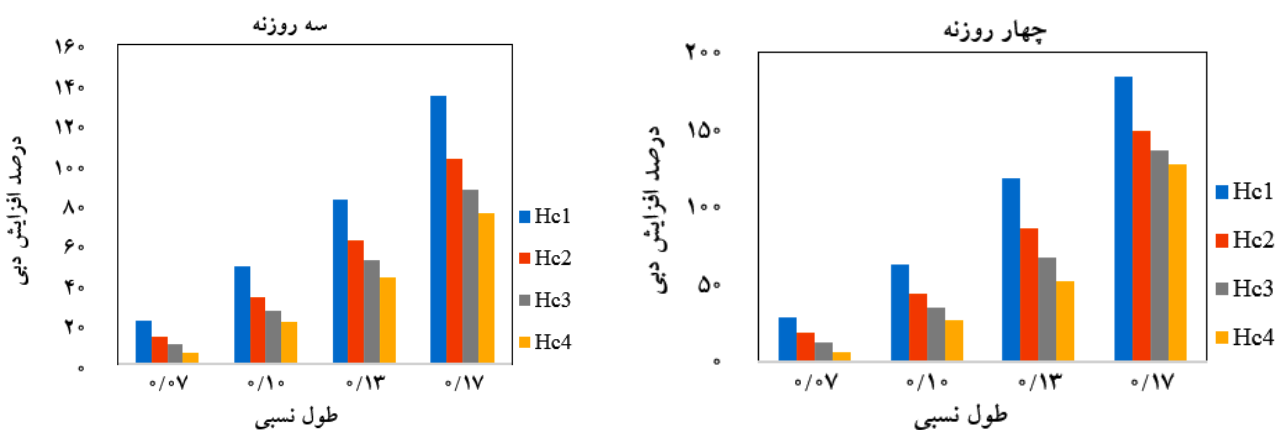 سه روزنه
درصد افزایش دبی
۱۶۰
۱۴۰
۱۲۰
۱۰۰
۸۰
۶۰
۴۰
۲۰
۰
۰/۰۷ ۰/۱۰ ۰/۱۳ ۰/۱۷
طول نسبی
Hc1
Hc2
Hc3
Hc4
چهار روزنه
درصد افزایش دبی
۲۰۰
۱۵۰
۱۰۰
۵۰
۰
۰/۰۷ ۰/۱۰ ۰/۱۳ ۰/۱۷
طول نسبی
Hc1
Hc2
Hc3
Hc4